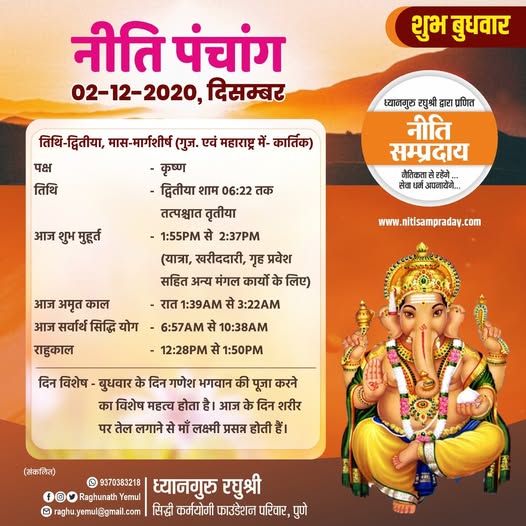 शुभ बुधवार
नीति पंचांग
02-12-2020, दिसम्बर
ध्यानगुरु रघुश्री द्वारा प्रणित
नीति
सम्प्रदाय
नैतिकता से रहेंगे ...
सेवा धर्म अपनायेंगे...
www.nitisampraday.com
तिथि-द्वितीया, मास-मार्गशीर्ष (गुज. एवं महाराष्ट्र में- कार्तिक)
पक्ष - कृष्ण
तिथि - द्वितीया शाम 06:22 तक
तत्पश्चात तृतीया
आज शुभ मुहूर्त - 1:55PM से 2:37PM
(यात्रा, खरीददारी, गृह प्रवेश
सहित अन्य मंगल कार्यो के लिए)
आज अमृत काल - रात 1:39AM से 3:22AM
आज सर्वार्थ सिद्धि योग - 6:57AM से 10:38AM
राहुकाल - 12:28PM से 1:50PM
दिन विशेष - बुधवार के दिन गणेश भगवान की पूजा करने
का विशेष महत्व होता है। आज के दिन शरीर
पर तेल लगाने से माँ लक्ष्मी प्रसन्न होती हैं।
(संकलित)
9370383218
Raghunath Yemul
raghu.yemul@gmail.com
ध्यानगुरु रघुश्री
सिद्धी कर्मयोगी फाउंडेशन परिवार, पुणे